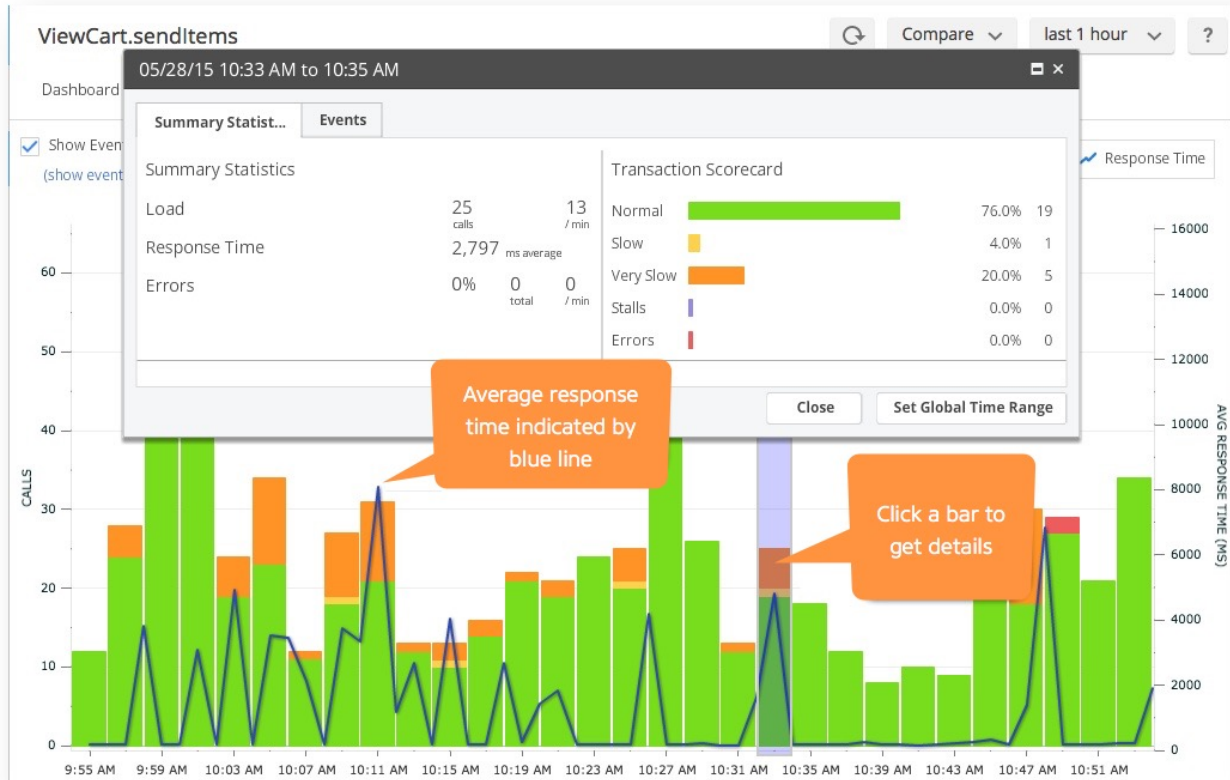 ViewCart.sendItems
Compare
last 1 hour
?
05/28/15 10:33 AM to 10:35 AM
Dashboard
Summary Statist...
Events
Show Even
(show event
Response Time
Summary Statistics
Load
25
calls
13
/ min
Response Time
2,797 ms average
Errors
0%
0
total
0
/ min
Transaction Scorecard
Normal 76.0% 19
Slow 4.0% 1
Very Slow 20.0% 5
Stalls 0.0% 0
Errors 0.0% 0
Close
Set Global Time Range
Average response
time indicated by
blue line
Click a bar to
get details
CALLS
60
50
40
30
20
10
0
16000
14000
12000
10000
8000
6000
4000
2000
0
AVG RESPONSE TIME (MS)
9:55 AM 9:59 AM 10:03 AM 10:07 AM 10:11 AM 10:15 AM 10:19 AM 10:23 AM 10:27 AM 10:31 AM 10:35 AM 10:39 AM 10:43 AM 10:47 AM 10:51 AM